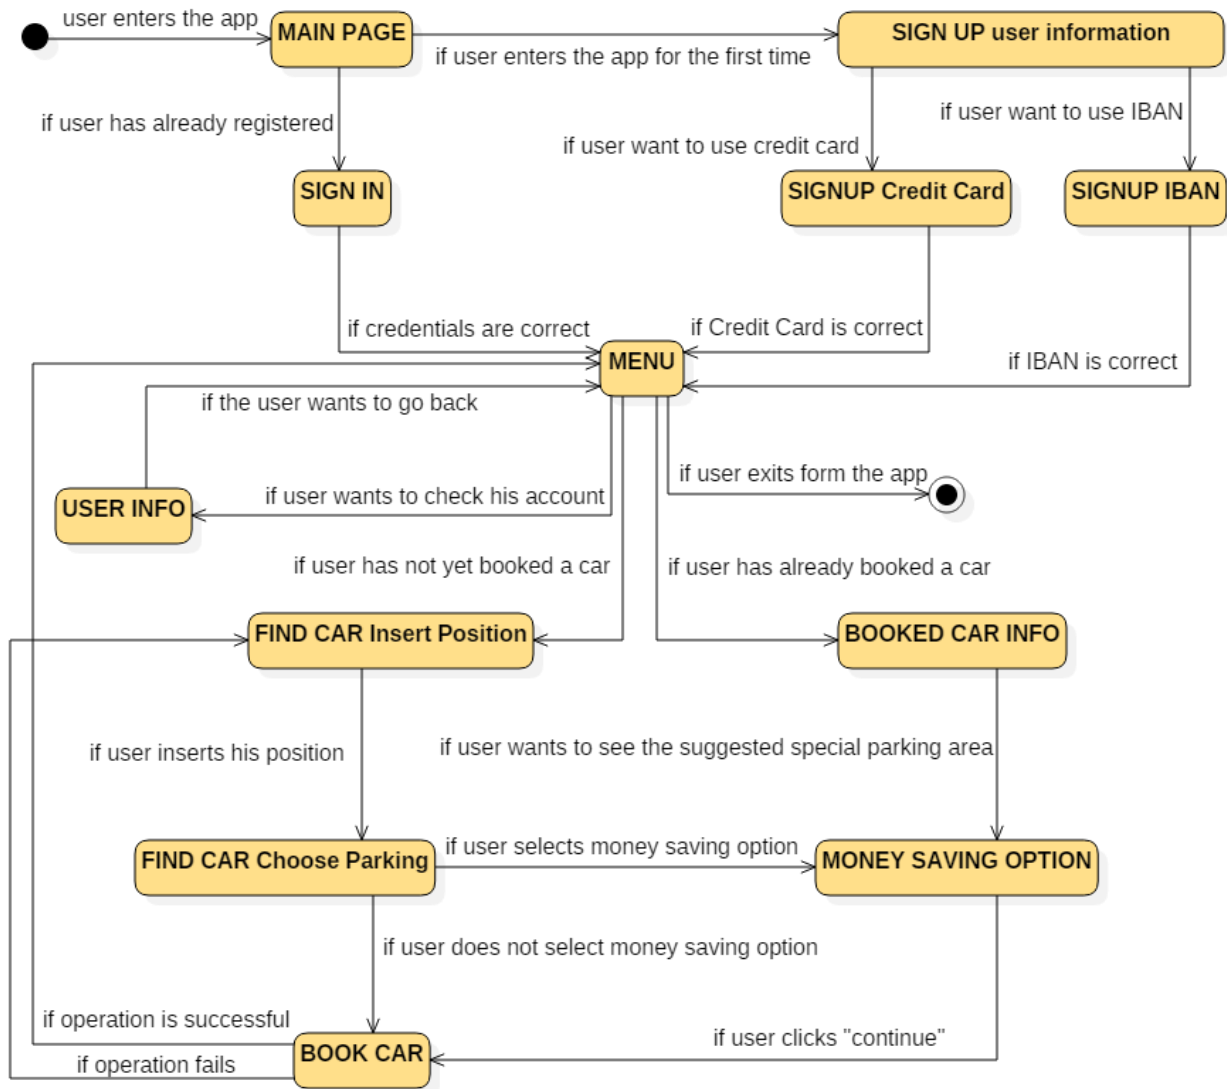 user enters the app
MAIN PAGE
SIGN UP user information
if user enters the app for the first time
if user has already registered
if user want to use IBAN
if user want to use credit card
SIGN IN
SIGNUP Credit Card
SIGNUP IBAN
if credentials are correct
if Credit Card is correct
MENU
if IBAN is correct
if the user wants to go back
if user exits form the app
USER INFO
if user wants to check his account
if user has not yet booked a car
if user has already booked a car
FIND CAR Insert Position
BOOKED CAR INFO
if user inserts his position
if user wants to see the suggested special parking area
FIND CAR Choose Parking
if user selects money saving option
MONEY SAVING OPTION
if user does not select money saving option
if operation is successful
if user clicks "continue"
BOOK CAR
if operation fails